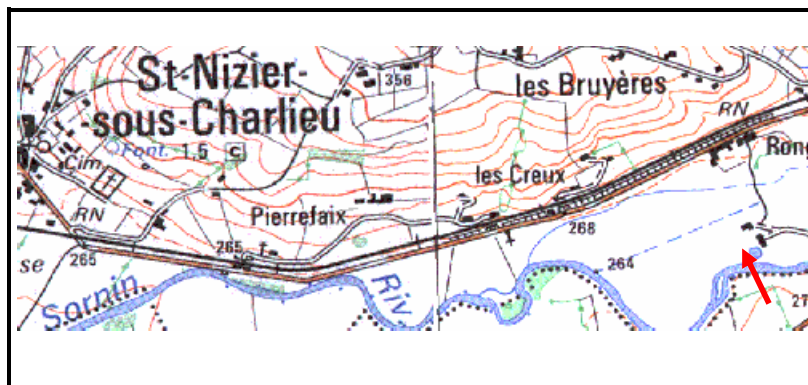 St-Nizier-
-sous-Charlieu
356
les Bruyères
RN
Font.
1,5
C
Cim.
Rong
les Creux
Pierrefaix
RN
268
265
265
se
264
Sornin
Riv.
27